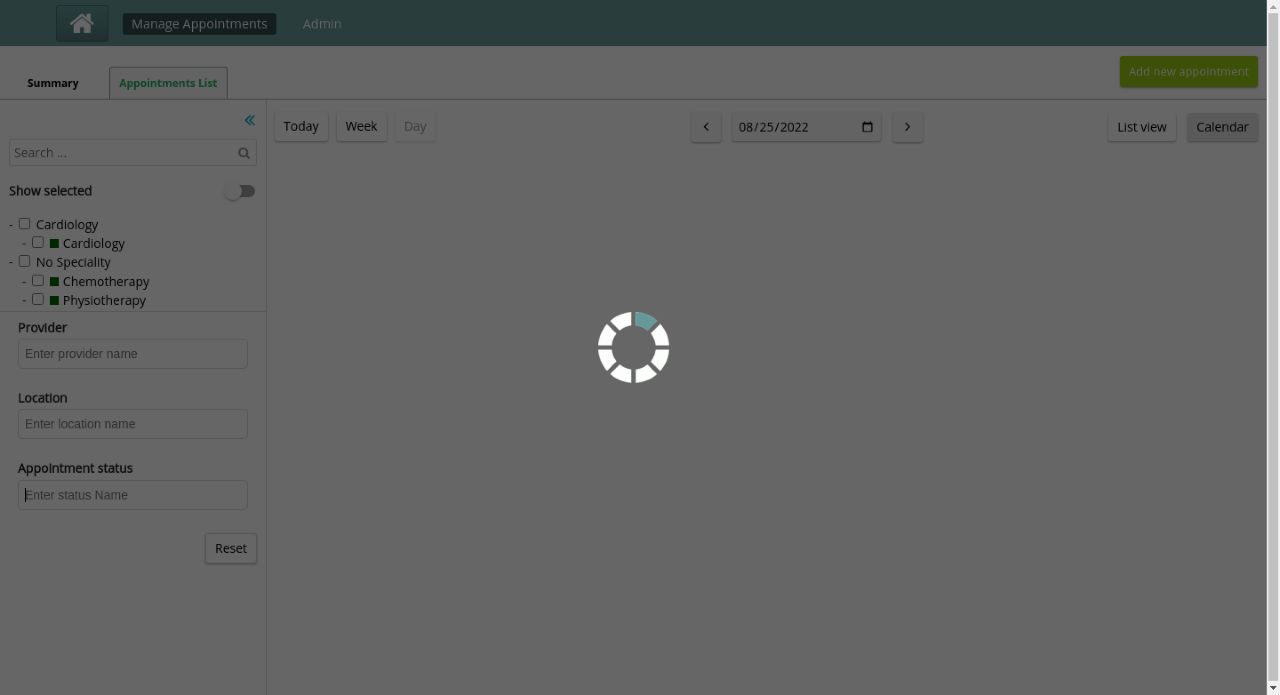 Manage Appointments Admin
Summary Appointments List Add new appointment
Today Week Day 08/25/2022 List view Calendar
Search ...
Show selected
- Cardiology
- Cardiology
- No Speciality
- Chemotherapy
- Physiotherapy
Provider
Enter provider name
Location
Enter location name
Appointment status
Enter status Name
Reset